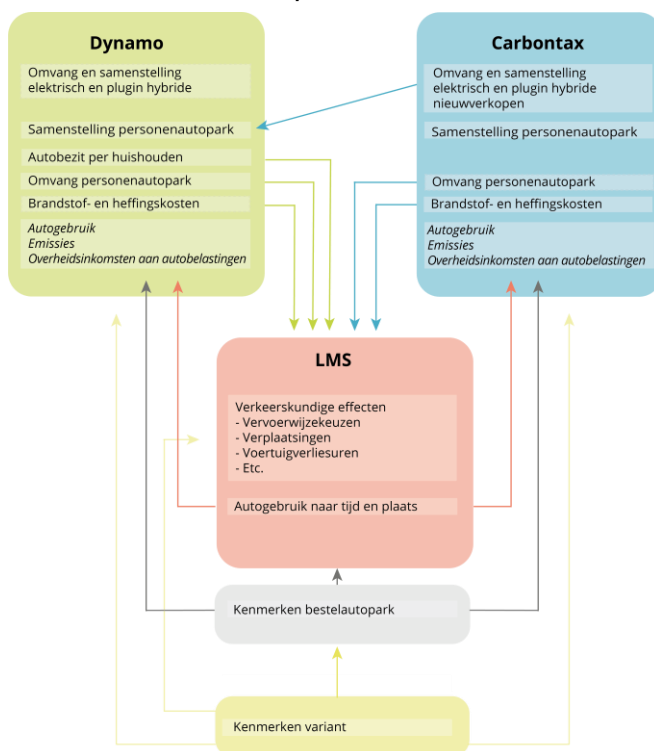 Dynamo
Omvang en samenstelling
elektrisch en plugin hybride
Samenstelling personenautopark
Autobezit per huishouden
Omvang personenautopark
Brandstof- en heffingskosten
Autogebruik
Emissies
Overheidsinkomsten aan autobelastingen
Carbontax
Omvang en samenstelling
elektrisch en plugin hybride
nieuwverkopen
Samenstelling personenautopark
Omvang personenautopark
Brandstof- en heffingskosten
Autogebruik
Emissies
Overheidsinkomsten aan autobelastingen
LMS
Verkeerskundige effecten
- Vervoerwijzekeuzen
- Verplaatsingen
- Voertuigverliesuren
- Etc.
Autogebruik naar tijd en plaats
Kenmerken bestelautopark
Kenmerken variant